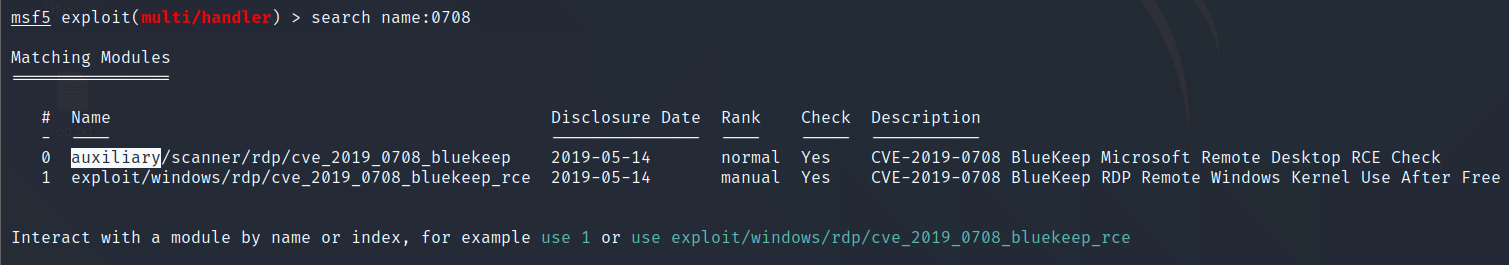 msf5 exploit(multi/handler) > search name:0708
Matching Modules
================
# Name Disclosure Date Rank Check Description
- ---- --------------- ---- ----- -----------
0 auxiliary/scanner/rdp/cve_2019_0708_bluekeep 2019-05-14 normal Yes CVE-2019-0708 BlueKeep Microsoft Remote Desktop RCE Check
1 exploit/windows/rdp/cve_2019_0708_bluekeep_rce 2019-05-14 manual Yes CVE-2019-0708 BlueKeep RDP Remote Windows Kernel Use After Free
Interact with a module by name or index, for example use 1 or use exploit/windows/rdp/cve_2019_0708_bluekeep_rce